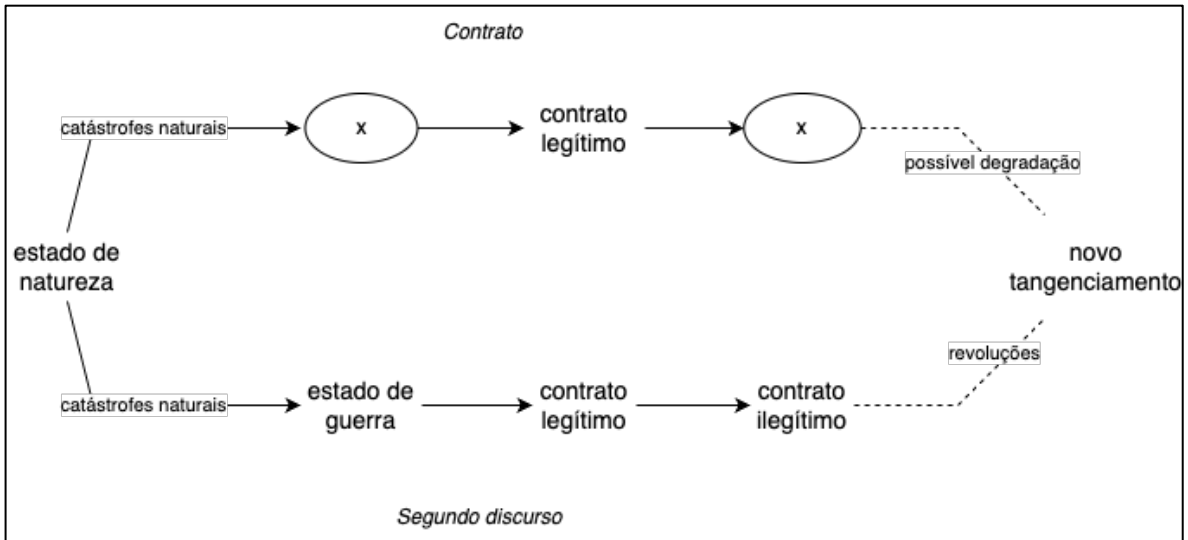 Contrato
catástrofes naturais
x
contrato
legítimo
x
possível degradação
estado de
natureza
novo
tangenciamento
revoluções
catástrofes naturais
estado de
guerra
contrato
legítimo
contrato
ilegítimo
Segundo discurso